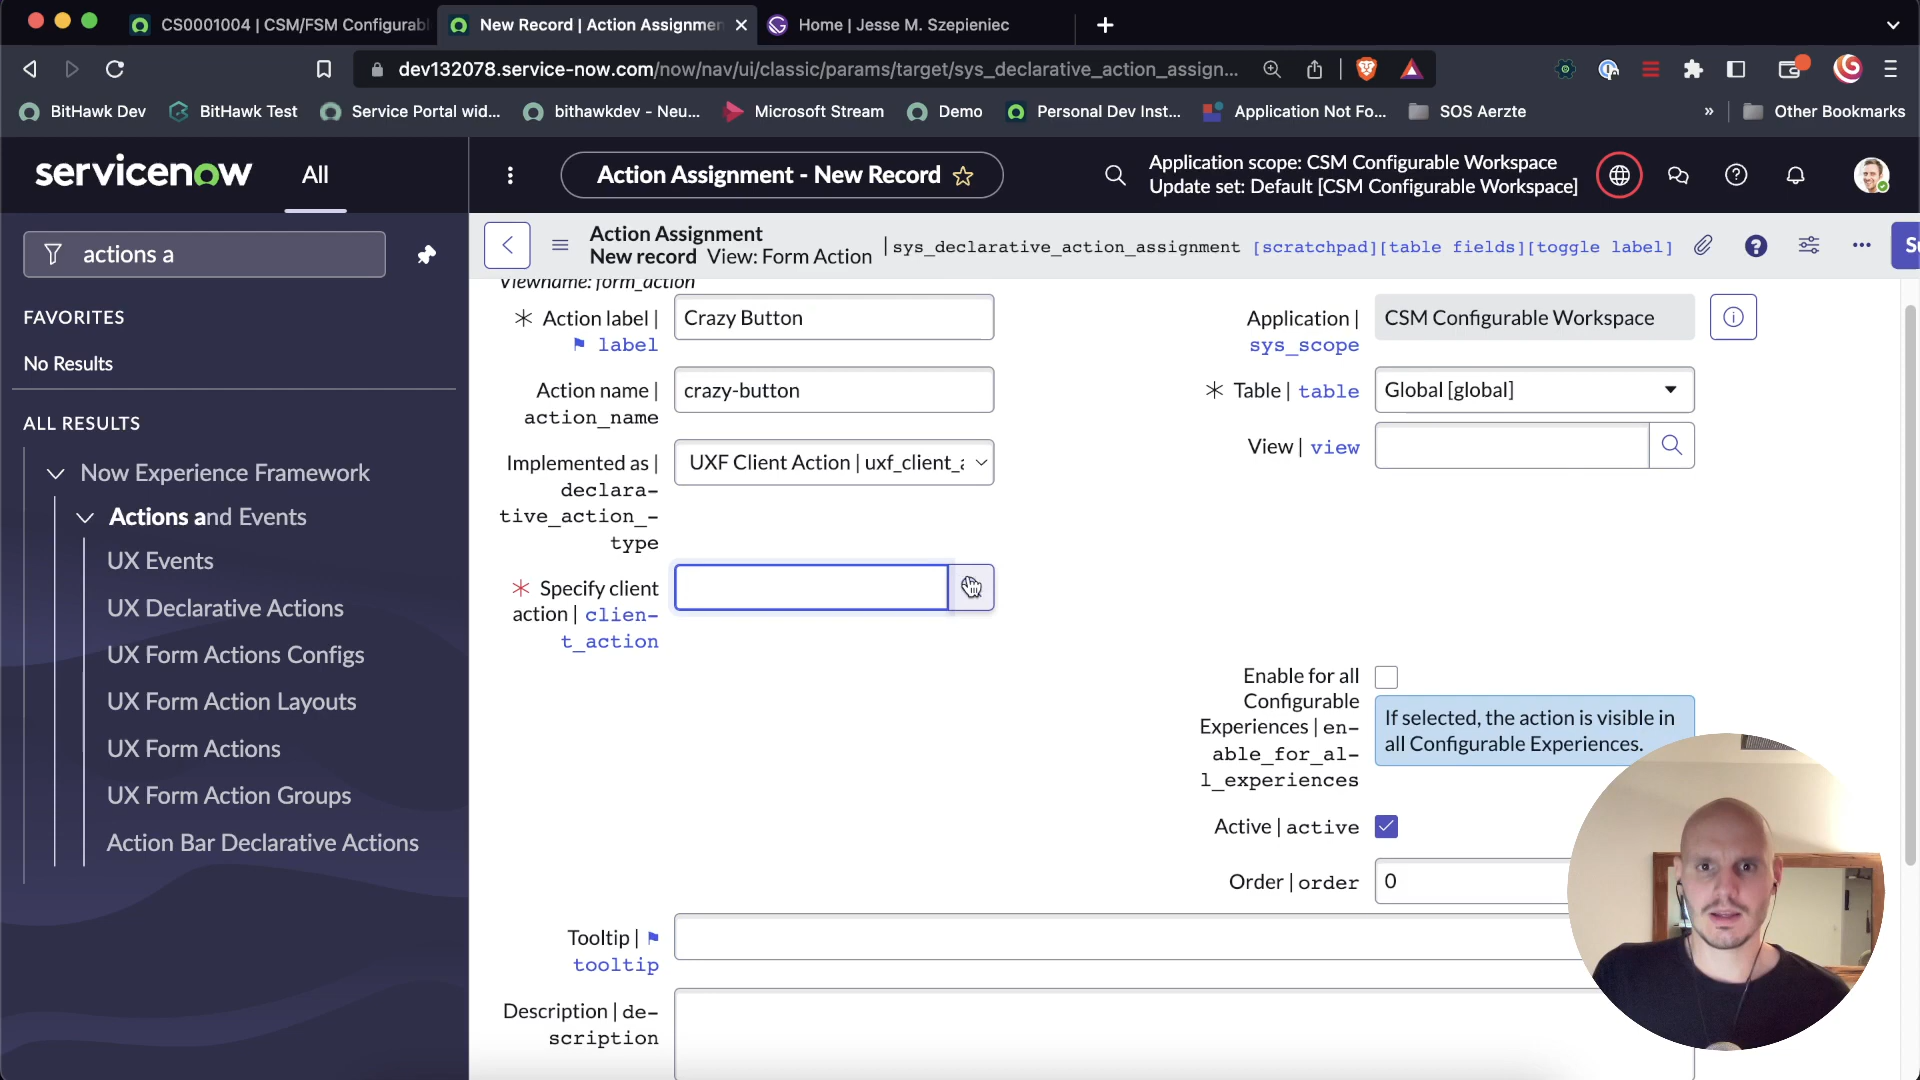 CS0001004 | CSM/FSM Configurabl
New Record | Action Assignmen
Home | Jesse M. Szepieniec
dev132078.service-now.com/now/nav/ui/classic/params/target/sys_declarative_action_assign...
BitHawk Dev
BitHawk Test
Service Portal wid...
bithawkdev - Neu...
Microsoft Stream
Demo
Personal Dev Inst...
Application Not Fo...
SOS Aerzte
»
Other Bookmarks
servicenow
All
Action Assignment - New Record
Application scope: CSM Configurable Workspace
Update set: Default [CSM Configurable Workspace]
actions a
FAVORITES
No Results
ALL RESULTS
Now Experience Framework
Actions and Events
UX Events
UX Declarative Actions
UX Form Actions Configs
UX Form Action Layouts
UX Form Actions
UX Form Action Groups
Action Bar Declarative Actions
Action Assignment
New record View: Form Action
|sys_declarative_action_assignment [scratchpad][table fields][toggle label]
Viewname: form_action
Action label |
label
Crazy Button
Action name |
action_name
crazy-button
Implemented as |
declara-
tive_action_-
type
UXF Client Action | uxf_client_a
Specify client
action | clien-
t_action
Application |
sys_scope
CSM Configurable Workspace
Table | table
Global [global]
View | view
Enable for all
Configurable
Experiences | en-
able_for_al-
l_experiences
If selected, the action is visible in
all Configurable Experiences.
Active | active
Order | order
0
Tooltip |
tooltip
Description | de-
scription